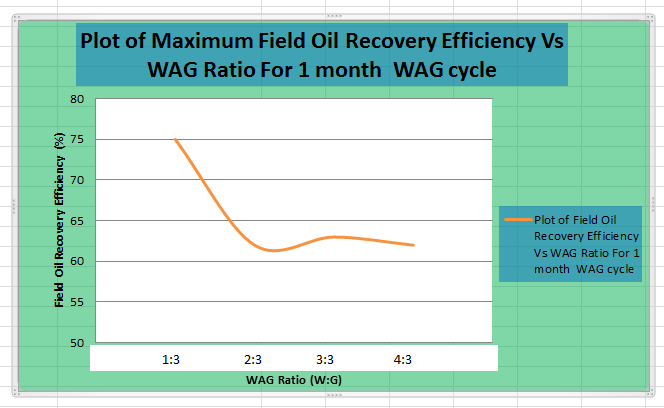 Plot of Maximum Field Oil Recovery Efficiency Vs
WAG Ratio For 1 month  WAG cycle
Field Oil Recovery Efficiency (%)
80
75
70
65
60
55
50
1:3 2:3 3:3 4:3
WAG Ratio (W:G)
Plot of Field Oil
Recovery Efficiency
Vs WAG Ratio For 1
month  WAG cycle